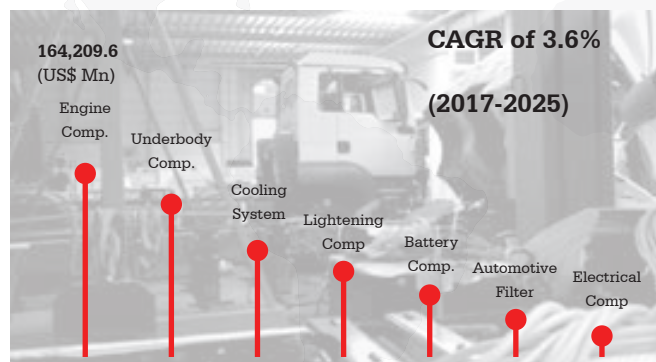 164,209.6
(US$ Mn)
CAGR of 3.6%
(2017-2025)
Engine
Comp.
Underbody
Comp.
Cooling
System
Lightening
Comp
Battery
Comp.
Automotive
Filter
Electrical
Comp